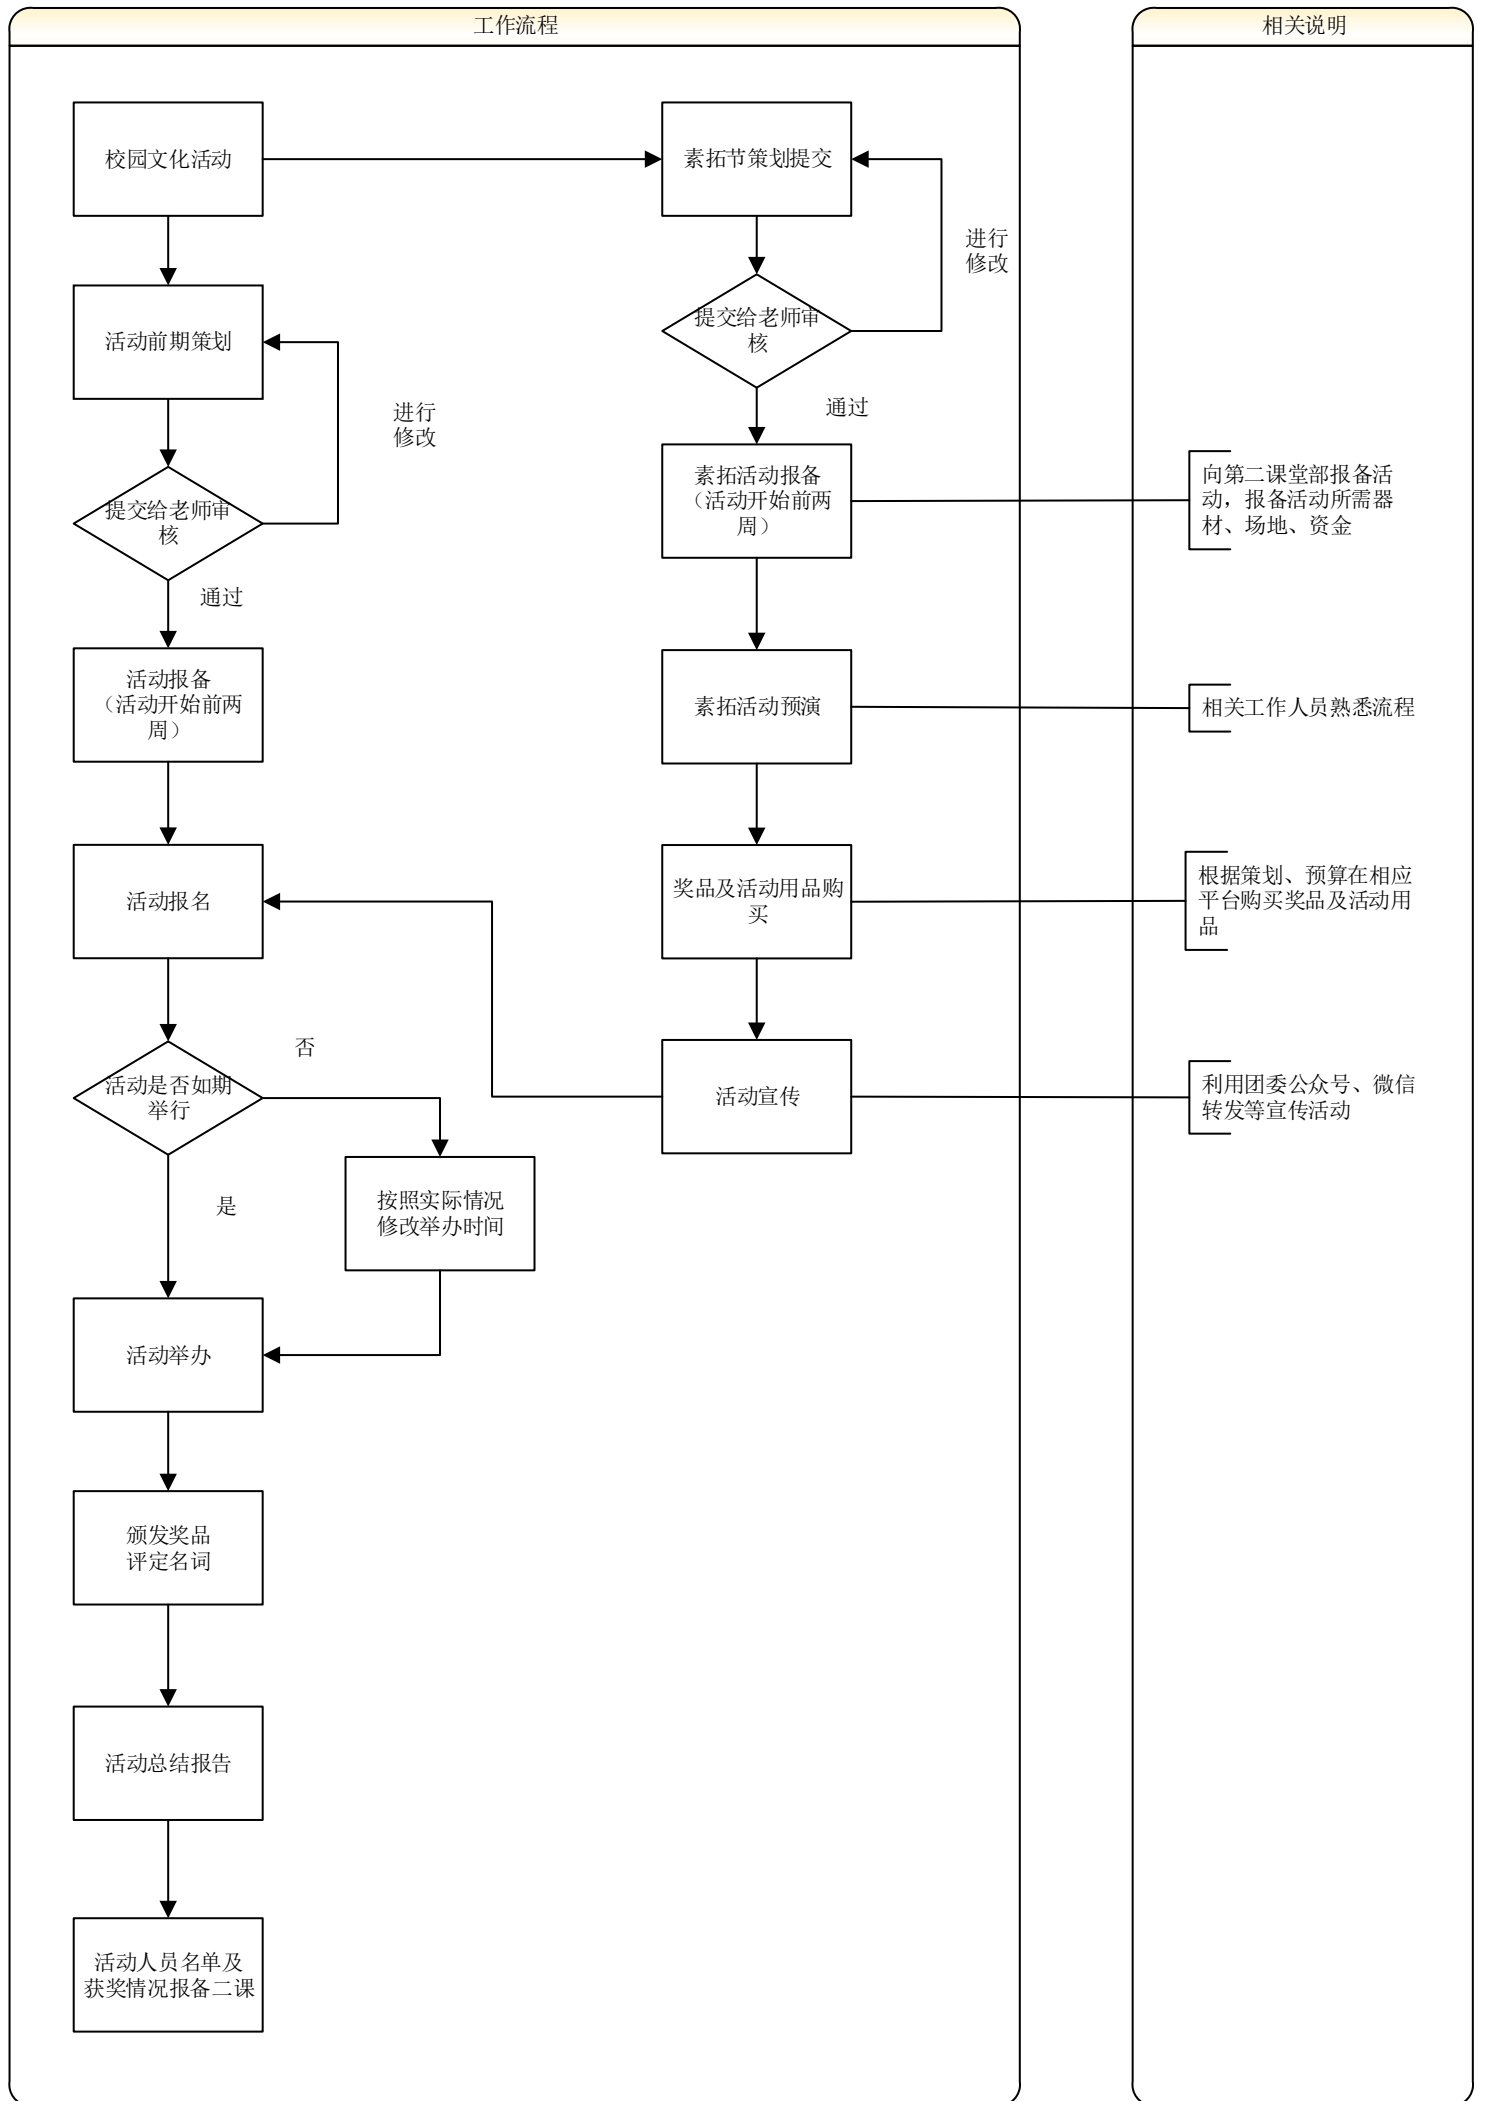 工作流程
相关说明
校园文化活动
素拓节策划提交
进行
修改
提交给老师审
核
活动前期策划
进行
修改
通过
提交给老师审
核
素拓活动报备
（活动开始前两
周）
向第二课堂部报备活
动，报备活动所需器
材、场地、资金
通过
活动报备
（活动开始前两
周）
素拓活动预演
相关工作人员熟悉流程
活动报名
奖品及活动用品购
买
根据策划、预算在相应
平台购买奖品及活动用
品
否
活动是否如期
举行
活动宣传
利用团委公众号、微信
转发等宣传活动
是
按照实际情况
修改举办时间
活动举办
颁发奖品
评定名词
活动总结报告
活动人员名单及
获奖情况报备二课